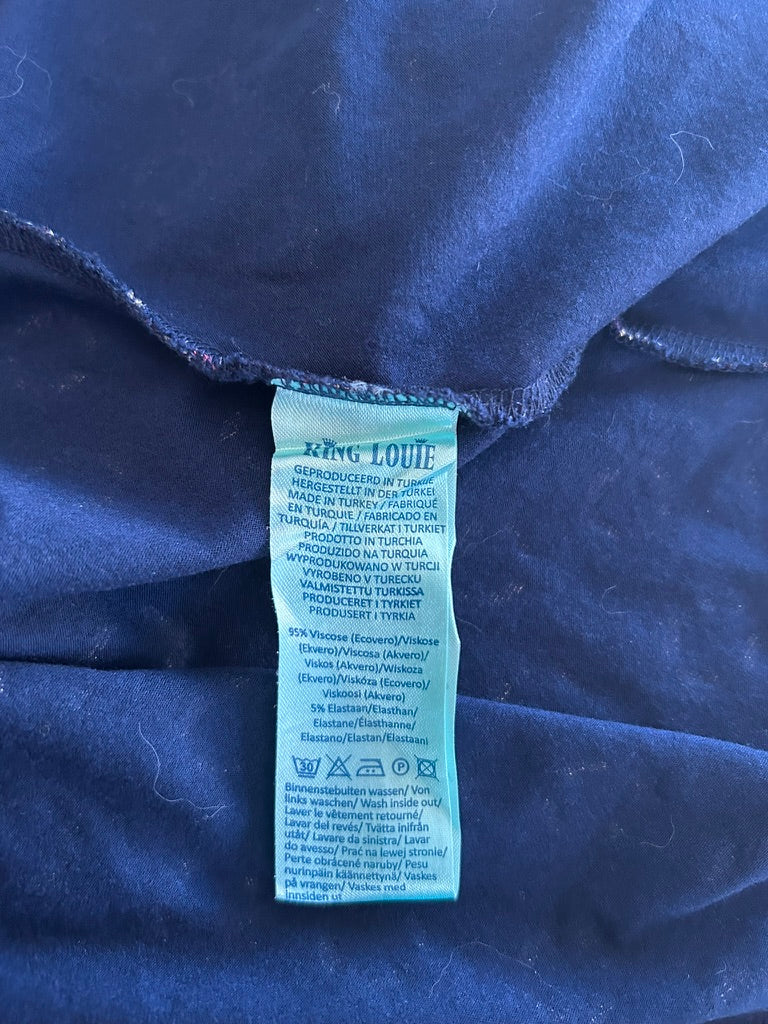 KING LOUIE
GEPRODUCEERD IN TURKIJE
HERGESTELLT IN DER TÜRKEI
MADE IN TURKEY / FABRIQUÉ
EN TURQUIE / FABRICADO EN
TURQUÍA / TILLVERKAT I TURKIET
PRODOTTO IN TURCHIA
PRODUZIDO NA TURQUIA
WYPRODUKOWANO W TURCJI
VYROBENO V TURECKU
VALMISTETTU TURKISSA
PRODUCERET I TYRKIET
PRODUSERT I TYRKIA
95% Viscose (Ecovero)/Viskose
(Ekvero)/Viscosa (Akvero)/
Viskos (Akvero)/Wiskoza
(Ekvero)/Viskóza (Ecovero)/
Viskoosi (Akvero)
5% Elastaan/Elasthan/
Elastane/Élasthanne/
Elastano/Elastan/Elastaani
30 P
Binnenstebuiten wassen/ Von
links waschen/ Wash inside out/
Laver le vêtement retourné/
Lavar del revés/ Tvätta inifrån
utåt/ Lavare da sinistra/ Lavar
do avesso/ Prać na lewej stronie/
Perte obrácené naruby/ Pesu
nurinpäin käännettynä/ Vaskes
på vrangen/ Vaskes med
innsiden ut